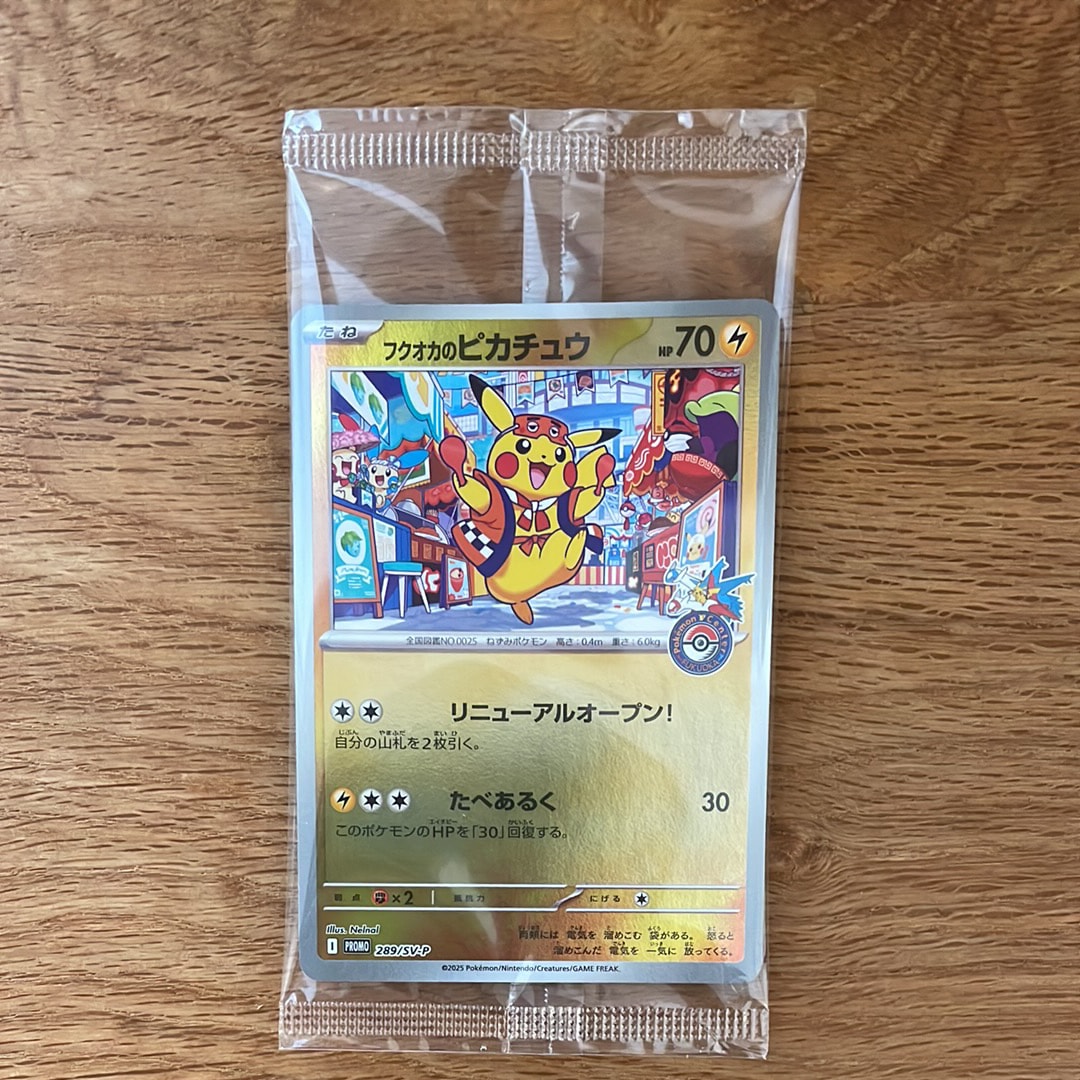 たね
フクオカのピカチュウ
HP70
全国図鑑NO.0025 ねずみポケモン 高さ:0.4m 重さ:6.0kg
Pokémon Center
FUKUOKA
リニューアルオープン!
自分の山札を2枚引く。
たべあるく 30
このポケモンのHPを「30」回復する。
弱点 ×2 抵抗力 にげる
Illus. Nelnal
両頬には 電気を 溜めこむ 袋がある。 怒ると
I PROMO 289/SV-P
溜めこんだ 電気を 一気に 放ってくる。
©2025 Pokémon/Nintendo/Creatures/GAME FREAK.